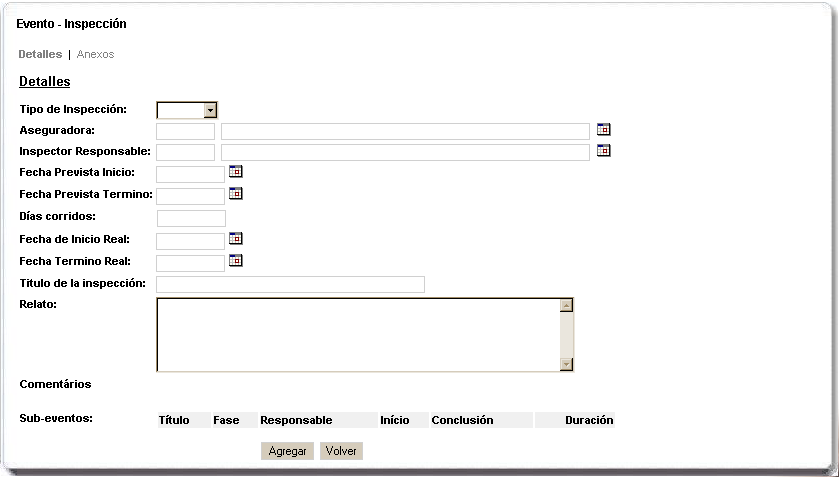 Evento - Inspección
Detalles | Anexos
Detalles
Tipo de Inspección:
Aseguradora:
Inspector Responsable:
Fecha Prevista Inicio:
Fecha Prevista Termino:
Días corridos:
Fecha de Inicio Real:
Fecha Termino Real:
Titulo de la inspección:
Relato:
Comentários
Sub-eventos: Título Fase Responsable Início Conclusión Duración
Agregar Volver